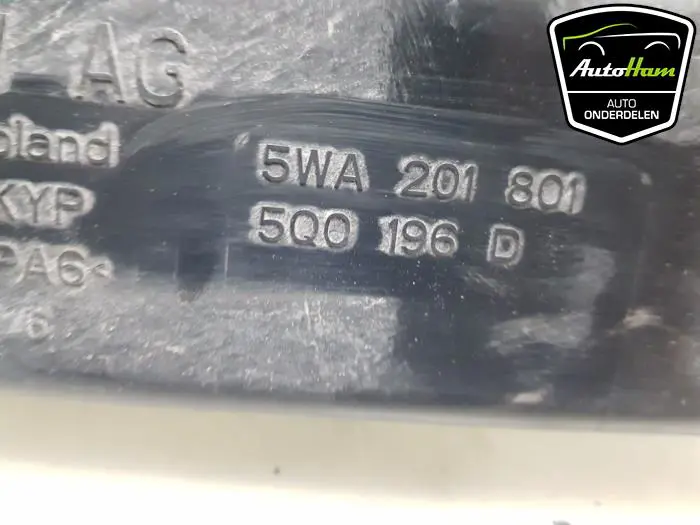 AG
oland
KYP
PA6<
5WA 201 801
5Q0 196 D
AutoHam
AUTO
ONDERDELEN